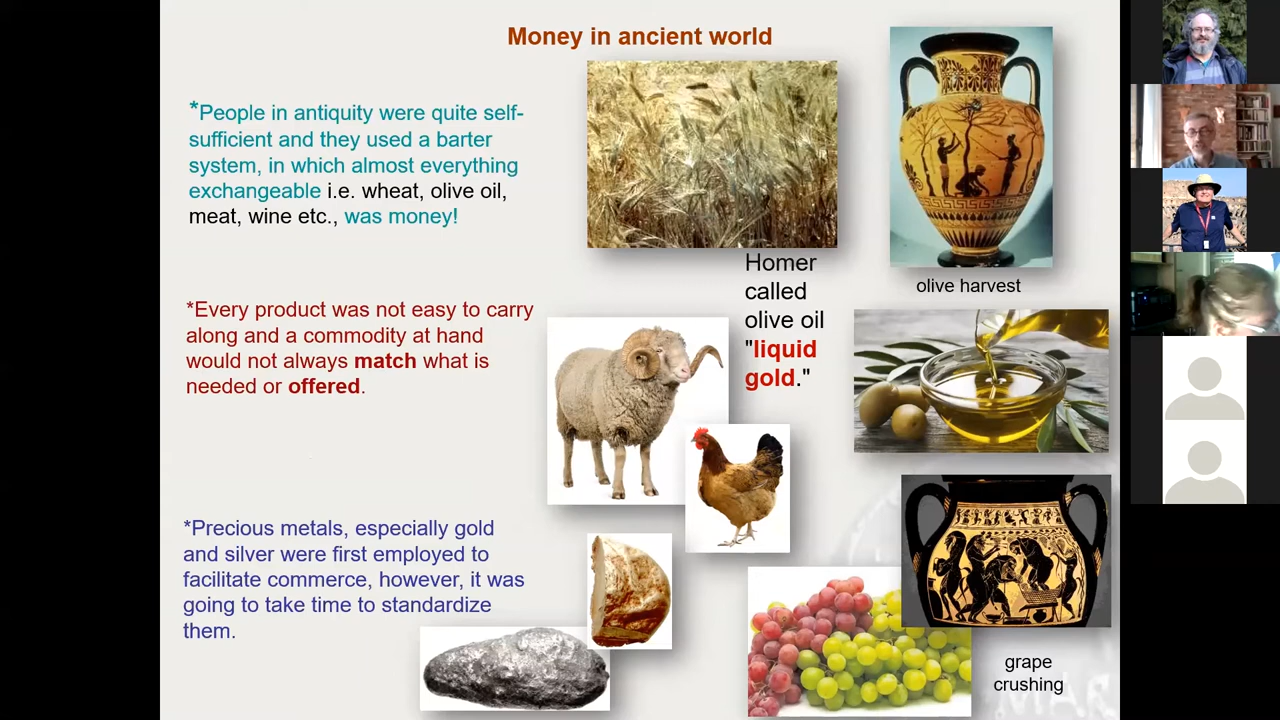 Money in ancient world
*People in antiquity were quite self-
sufficient and they used a barter
system, in which almost everything
exchangeable i.e. wheat, olive oil,
meat, wine etc., was money!
*Every product was not easy to carry
along and a commodity at hand
would not always match what is
needed or offered.
*Precious metals, especially gold
and silver were first employed to
facilitate commerce, however, it was
going to take time to standardize
them.
Homer
called
olive oil
"liquid
gold."
olive harvest
grape
crushing